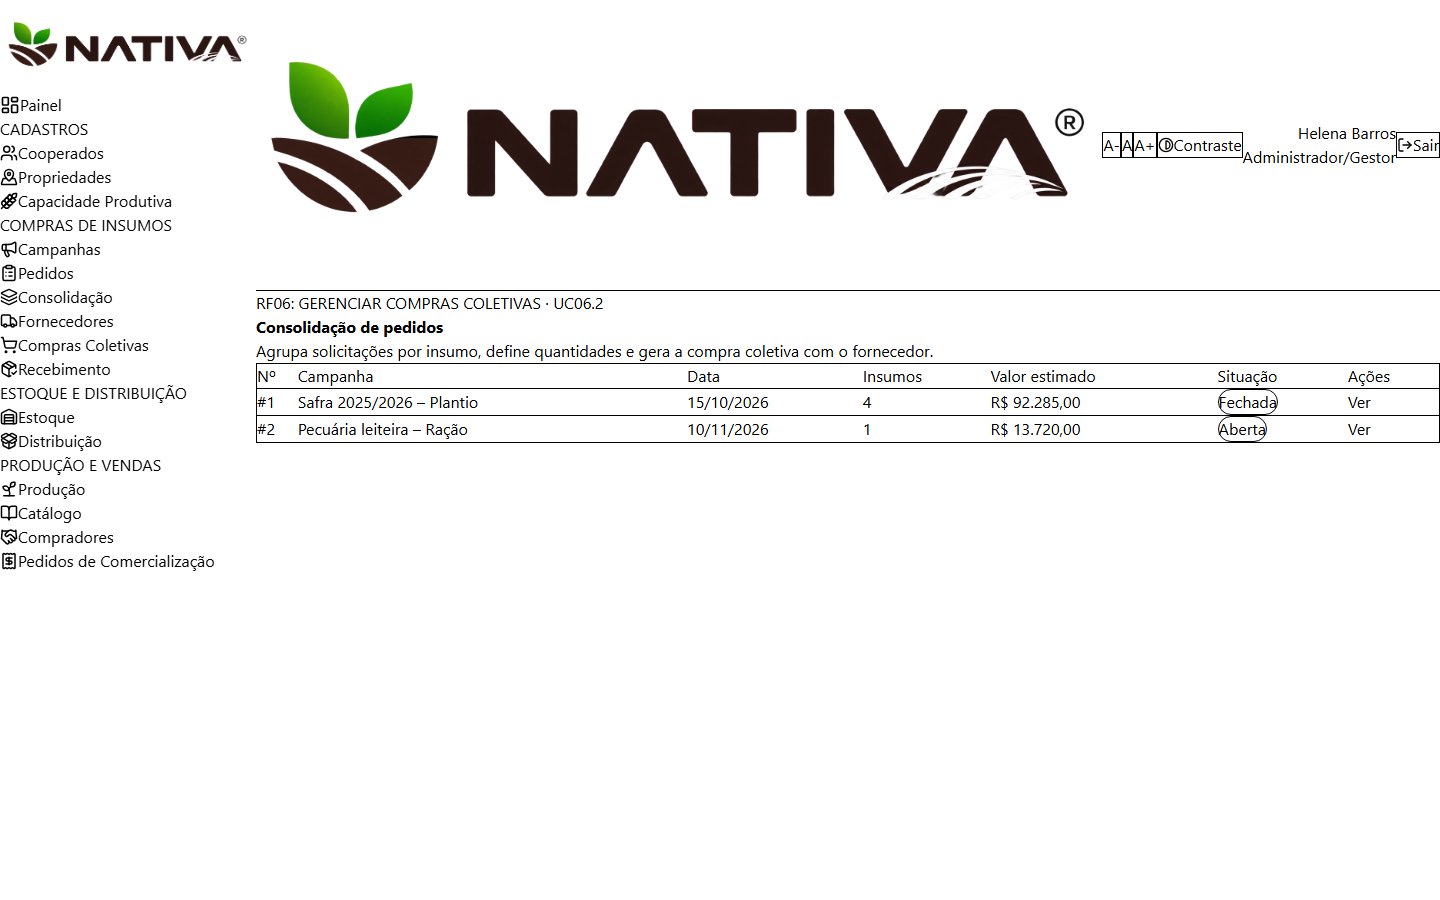 NATIVA®
Painel
CADASTROS
Cooperados
Propriedades
Capacidade Produtiva
COMPRAS DE INSUMOS
Campanhas
Pedidos
Consolidação
Fornecedores
Compras Coletivas
Recebimento
ESTOQUE E DISTRIBUIÇÃO
Estoque
Distribuição
PRODUÇÃO E VENDAS
Produção
Catálogo
Compradores
Pedidos de Comercialização
NATIVA®
A- A A+ Contraste
Helena Barros
Administrador/Gestor
Sair
RF06: GERENCIAR COMPRAS COLETIVAS · UC06.2
Consolidação de pedidos
Agrupa solicitações por insumo, define quantidades e gera a compra coletiva com o fornecedor.
Nº Campanha Data Insumos Valor estimado Situação Ações
#1 Safra 2025/2026 – Plantio 15/10/2026 4 R$ 92.285,00 Fechada Ver
#2 Pecuária leiteira – Ração 10/11/2026 1 R$ 13.720,00 Aberta Ver